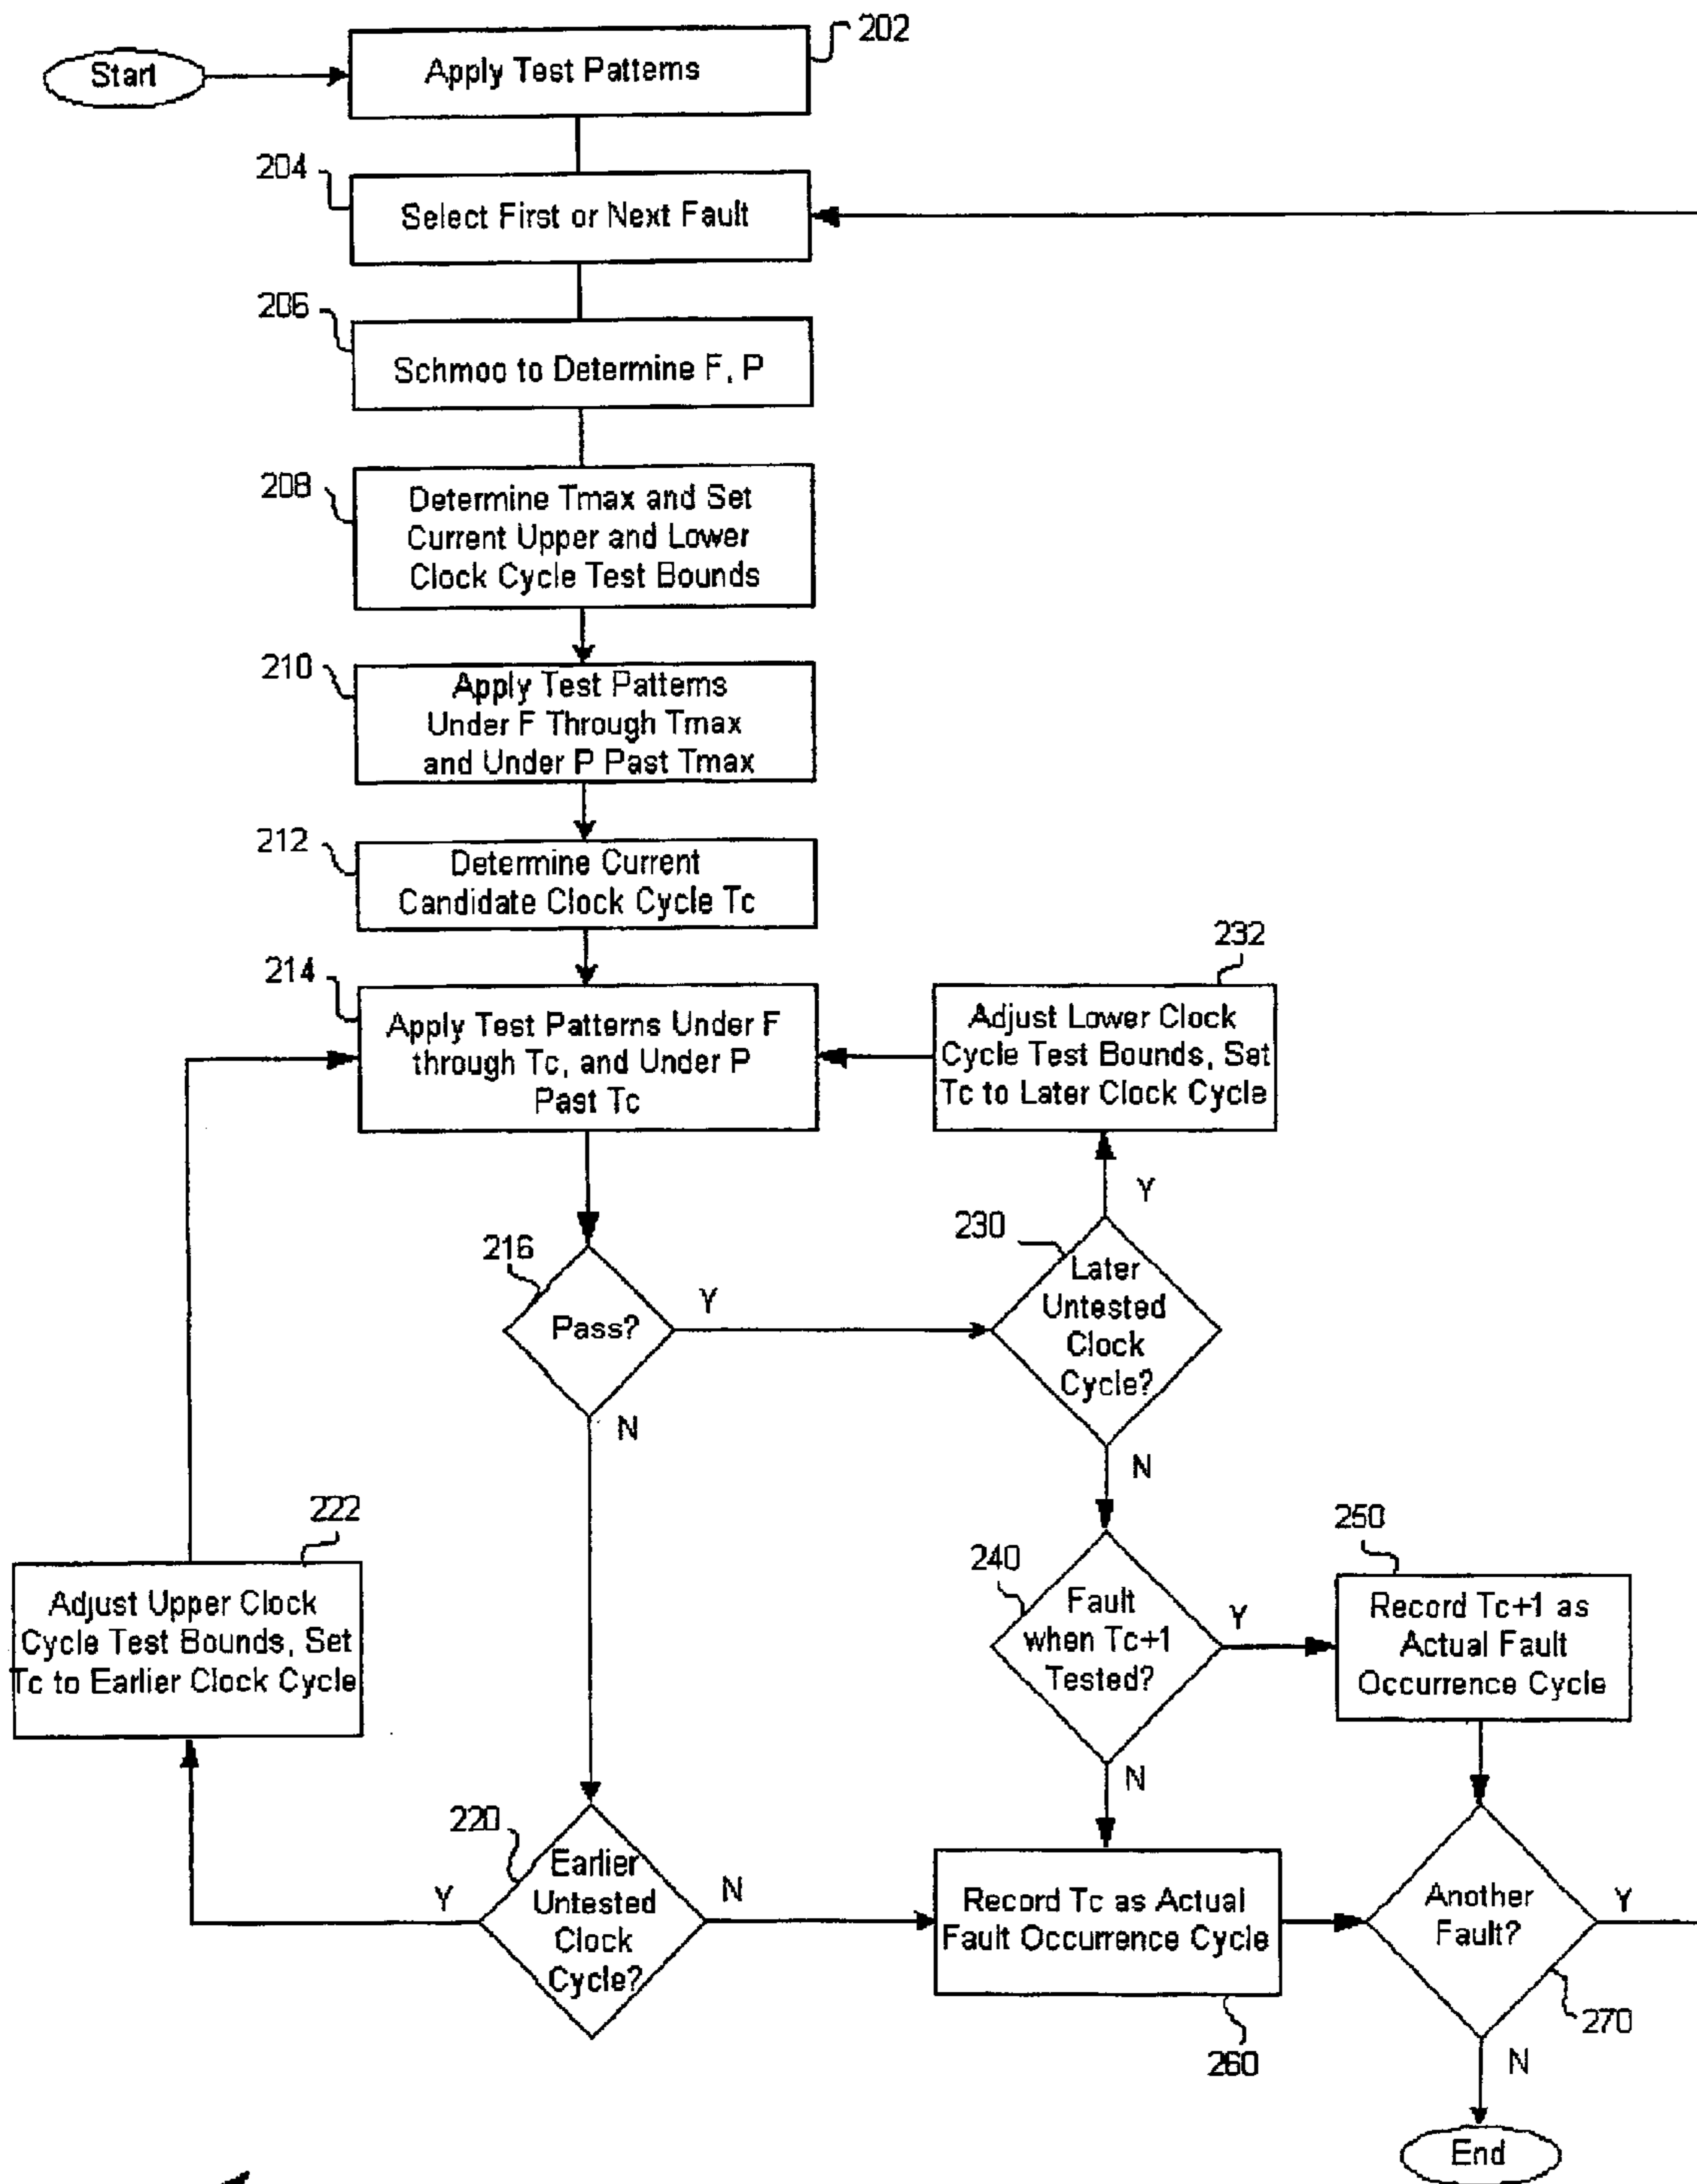 202
Start
Apply Test Patterns
204
Select First or Next Fault
206
Schmoo to Determine F, P
208
Determine Tmax and Set
Current Upper and Lower
Clock Cycle Test Bounds
210
Apply Test Patterns
Under F Through Tmax
and Under P Past Tmax
212
Determine Current
Candidate Clock Cycle Tc
214
Apply Test Patterns Under F
through Tc, and Under P
Past Tc
232
Adjust Lower Clock
Cycle Test Bounds, Set
Tc to Later Clock Cycle
Y
216
Pass?
Y
N
230
Later
Untested
Clock
Cycle?
N
222
Adjust Upper Clock
Cycle Test Bounds, Set
Tc to Earlier Clock Cycle
240
Fault
when Tc+1
Tested?
Y
N
250
Record Tc+1 as
Actual Fault
Occurrence Cycle
220
Earlier
Untested
Clock
Cycle?
Y
N
Record Tc as Actual
Fault Occurrence Cycle
260
Another
Fault?
Y
270
N
End